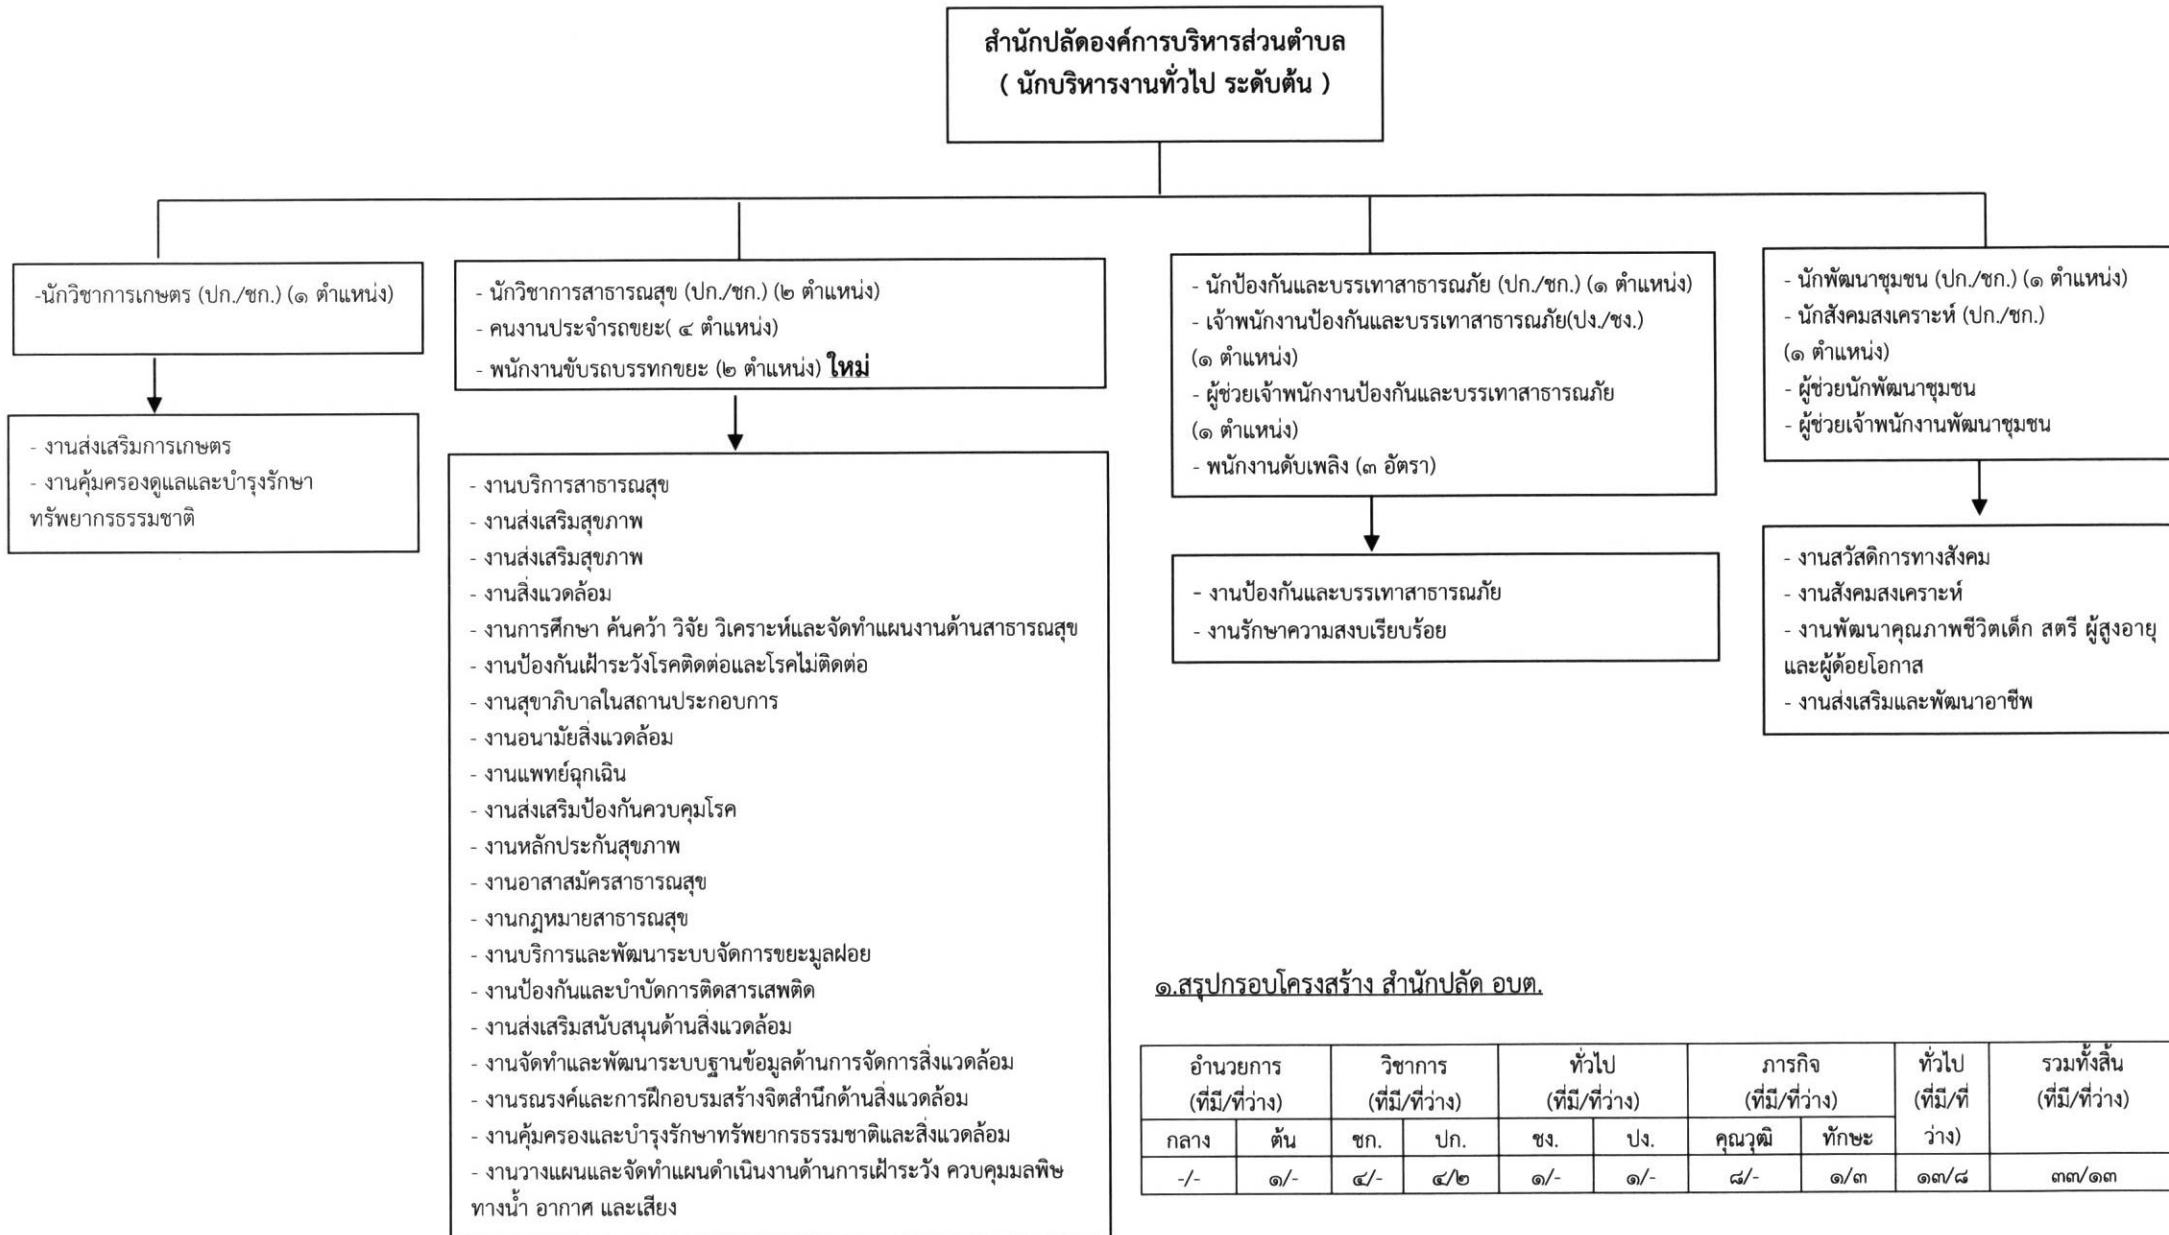 สำนักปลัดองค์การบริหารส่วนตำบล
( นักบริหารงานทั่วไป ระดับต้น )
-นักวิชาการเกษตร (ปก./ชก.) (๑ ตำแหน่ง)
- งานส่งเสริมการเกษตร
- งานคุ้มครองดูแลและบำรุงรักษา
ทรัพยากรธรรมชาติ
- นักวิชาการสาธารณสุข (ปก./ชก.) (๒ ตำแหน่ง)
- คนงานประจำรถขยะ( ๔ ตำแหน่ง)
- พนักงานขับรถบรรทุกขยะ (๒ ตำแหน่ง) ใหม่
- งานบริการสาธารณสุข
- งานส่งเสริมสุขภาพ
- งานส่งเสริมสุขภาพ
- งานสิ่งแวดล้อม
- งานการศึกษา ค้นคว้า วิจัย วิเคราะห์และจัดทำแผนงานด้านสาธารณสุข
- งานป้องกันเฝ้าระวังโรคติดต่อและโรคไม่ติดต่อ
- งานสุขาภิบาลในสถานประกอบการ
- งานอนามัยสิ่งแวดล้อม
- งานแพทย์ฉุกเฉิน
- งานส่งเสริมป้องกันควบคุมโรค
- งานหลักประกันสุขภาพ
- งานอาสาสมัครสาธารณสุข
- งานกฎหมายสาธารณสุข
- งานบริการและพัฒนาระบบจัดการขยะมูลฝอย
- งานป้องกันและบำบัดการติดสารเสพติด
- งานส่งเสริมสนับสนุนด้านสิ่งแวดล้อม
- งานจัดทำและพัฒนาระบบฐานข้อมูลด้านการจัดการสิ่งแวดล้อม
- งานรณรงค์และการฝึกอบรมสร้างจิตสำนึกด้านสิ่งแวดล้อม
- งานคุ้มครองและบำรุงรักษาทรัพยากรธรรมชาติและสิ่งแวดล้อม
- งานวางแผนและจัดทำแผนดำเนินงานด้านการเฝ้าระวัง ควบคุมมลพิษ
ทางน้ำ อากาศ และเสียง
- นักป้องกันและบรรเทาสาธารณภัย (ปก./ชก.) (๑ ตำแหน่ง)
- เจ้าพนักงานป้องกันและบรรเทาสาธารณภัย(ปง./ชง.)
(๑ ตำแหน่ง)
- ผู้ช่วยเจ้าพนักงานป้องกันและบรรเทาสาธารณภัย
(๑ ตำแหน่ง)
- พนักงานดับเพลิง (๓ อัตรา)
- งานป้องกันและบรรเทาสาธารณภัย
- งานรักษาความสงบเรียบร้อย
- นักพัฒนาชุมชน (ปก./ชก.) (๑ ตำแหน่ง)
- นักสังคมสงเคราะห์ (ปก./ชก.)
(๑ ตำแหน่ง)
- ผู้ช่วยนักพัฒนาชุมชน
- ผู้ช่วยเจ้าพนักงานพัฒนาชุมชน
- งานสวัสดิการทางสังคม
- งานสังคมสงเคราะห์
- งานพัฒนาคุณภาพชีวิตเด็ก สตรี ผู้สูงอายุ
และผู้ด้อยโอกาส
- งานส่งเสริมและพัฒนาอาชีพ
๑.สรุปกรอบโครงสร้าง สำนักปลัด อบต.
อำนวยการ วิชาการ ทั่วไป ภารกิจ ทั่วไป รวมทั้งสิ้น
(ที่มี/ที่ว่าง) (ที่มี/ที่ว่าง) (ที่มี/ที่ว่าง) (ที่มี/ที่ว่าง) (ที่มี/ที่ (ที่มี/ที่ว่าง)
กลาง ต้น ชก. ปก. ชง. ปง. คุณวุฒิ ทักษะ ว่าง)
-/- ๑/- ๔/- ๔/๒ ๑/- ๑/- ๘/- ๑/๓ ๑๓/๘ ๓๓/๑๓